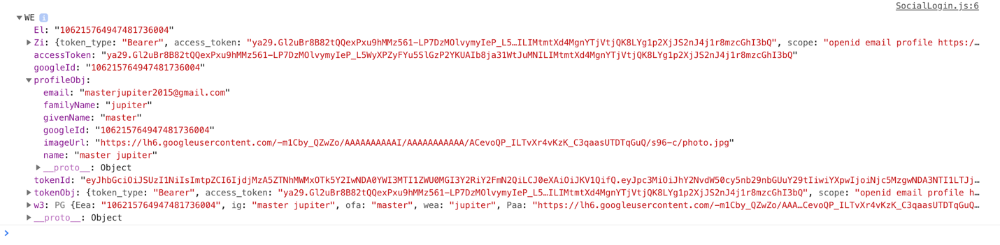 SocialLogin.js:6
WE i
El: "106215764947481736004"
Zi: {token_type: "Bearer", access_token: "ya29.Gl2uBr8B82tQQexPxu9hMMz561-LP7DzMOlvymyIeP_L5…ILIMtmtXd4MgnYTjVtjQK8LYg1p2XjJS2nJ4j1r8mzcGhI3bQ", scope: "openid email profile https:/…
accessToken: "ya29.Gl2uBr8B82tQQexPxu9hMMz561-LP7DzMOlvymyIeP_L5WyXPZyFYu5SlGzP2YKUAIb8ja31WtJuMNILIMtmtXd4MgnYTjVtjQK8LYg1p2XjJS2nJ4j1r8mzcGhI3bQ"
googleId: "106215764947481736004"
profileObj:
email: "masterjupiter2015@gmail.com"
familyName: "jupiter"
givenName: "master"
googleId: "106215764947481736004"
imageUrl: "https://lh6.googleusercontent.com/-m1Cby_QZwZo/AAAAAAAAAAI/AAAAAAAAAAA/ACevoQP_ILTvXr4vKzK_C3qaasUTDTqGuQ/s96-c/photo.jpg"
name: "master jupiter"
__proto__: Object
tokenId: "eyJhbGciOiJSUzI1NiIsImtpZCI6IjdjMzA5ZTNhMWMxOTk5Y2IwNDA0YWI3MTI1ZWU0MGI3Y2RiY2FmN2QiLCJ0eXAiOiJKV1QifQ.eyJpc3MiOiJhY2NvdW50cy5nb29nbGUuY29tIiwiYXpwIjoiNjc5MzgwNDA3NTI1LTJj…
tokenObj: {token_type: "Bearer", access_token: "ya29.Gl2uBr8B82tQQexPxu9hMMz561-LP7DzMOlvymyIeP_L5…ILIMtmtXd4MgnYTjVtjQK8LYg1p2XjJS2nJ4j1r8mzcGhI3bQ", scope: "openid email profile h…
w3: PG {Eea: "106215764947481736004", ig: "master jupiter", ofa: "master", wea: "jupiter", Paa: "https://lh6.googleusercontent.com/-m1Cby_QZwZo/AAA…CevoQP_ILTvXr4vKzK_C3qaasUTDTqGuQ…
__proto__: Object